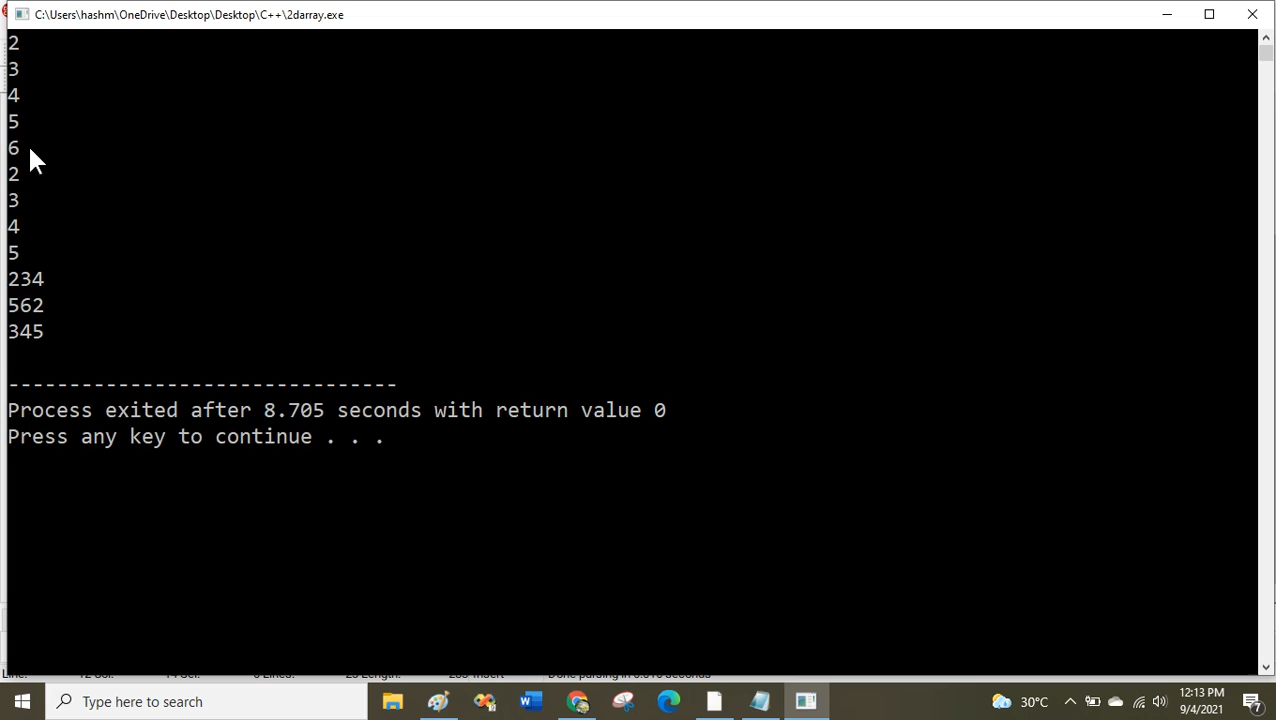 C:\Users\hashm\OneDrive\Desktop\Desktop\C++\2darray.exe
2
3
4
5
6
2
3
4
5
234
562
345
--------------------------------
Process exited after 8.705 seconds with return value 0
Press any key to continue . . .
Type here to search
30°C
12:13 PM
9/4/2021
7